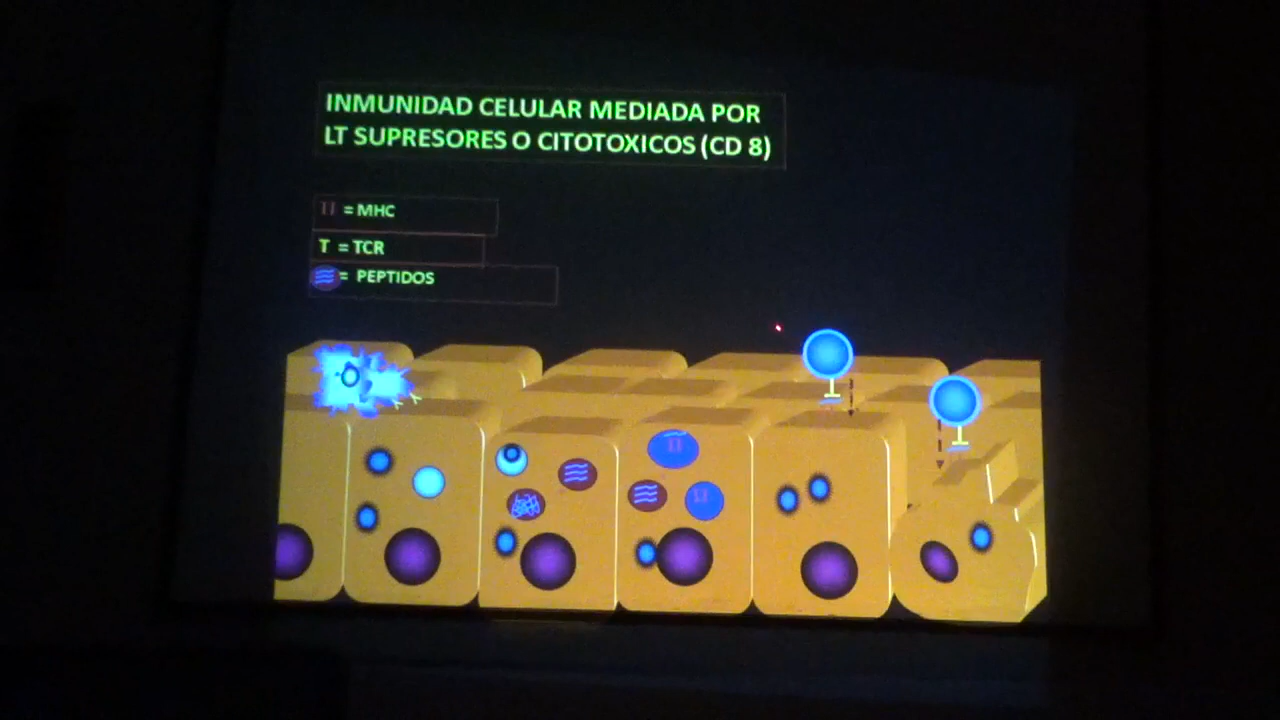 INMUNIDAD CELULAR MEDIADA POR
LT SUPRESORES O CITOTOXICOS (CD 8)
= MHC
T = TCR
= PEPTIDOS